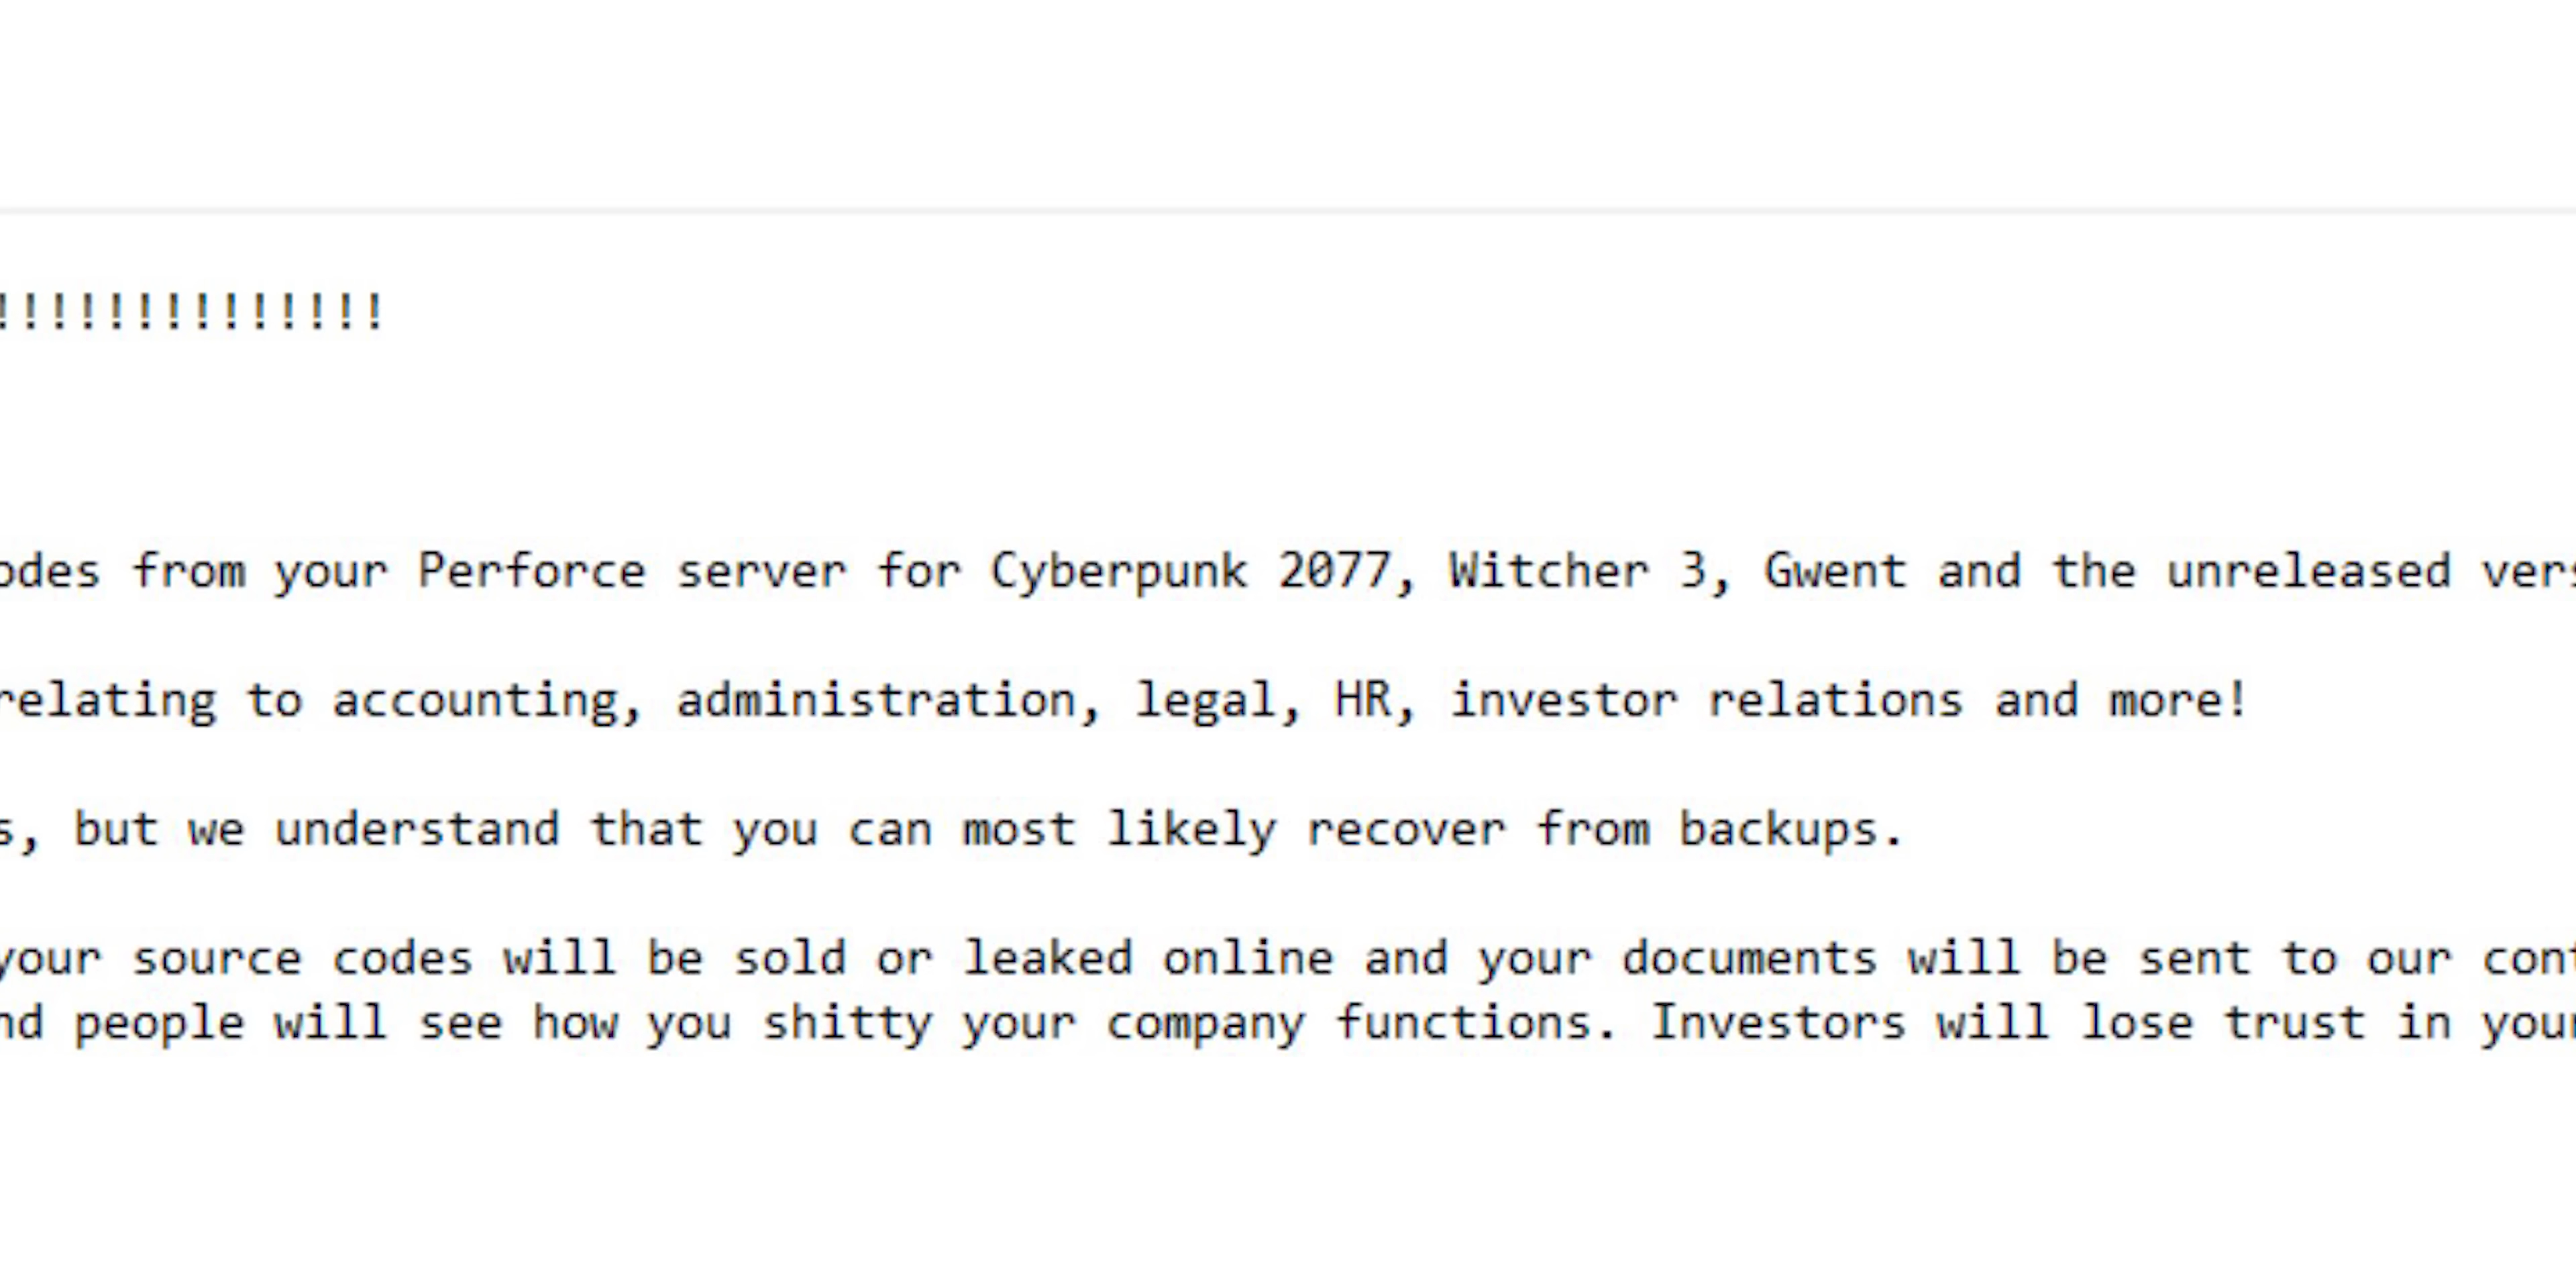 !!!!!!!!!!!!!!
odes from your Perforce server for Cyberpunk 2077, Witcher 3, Gwent and the unreleased vers
relating to accounting, administration, legal, HR, investor relations and more!
s, but we understand that you can most likely recover from backups.
your source codes will be sold or leaked online and your documents will be sent to our cont
nd people will see how you shitty your company functions. Investors will lose trust in your